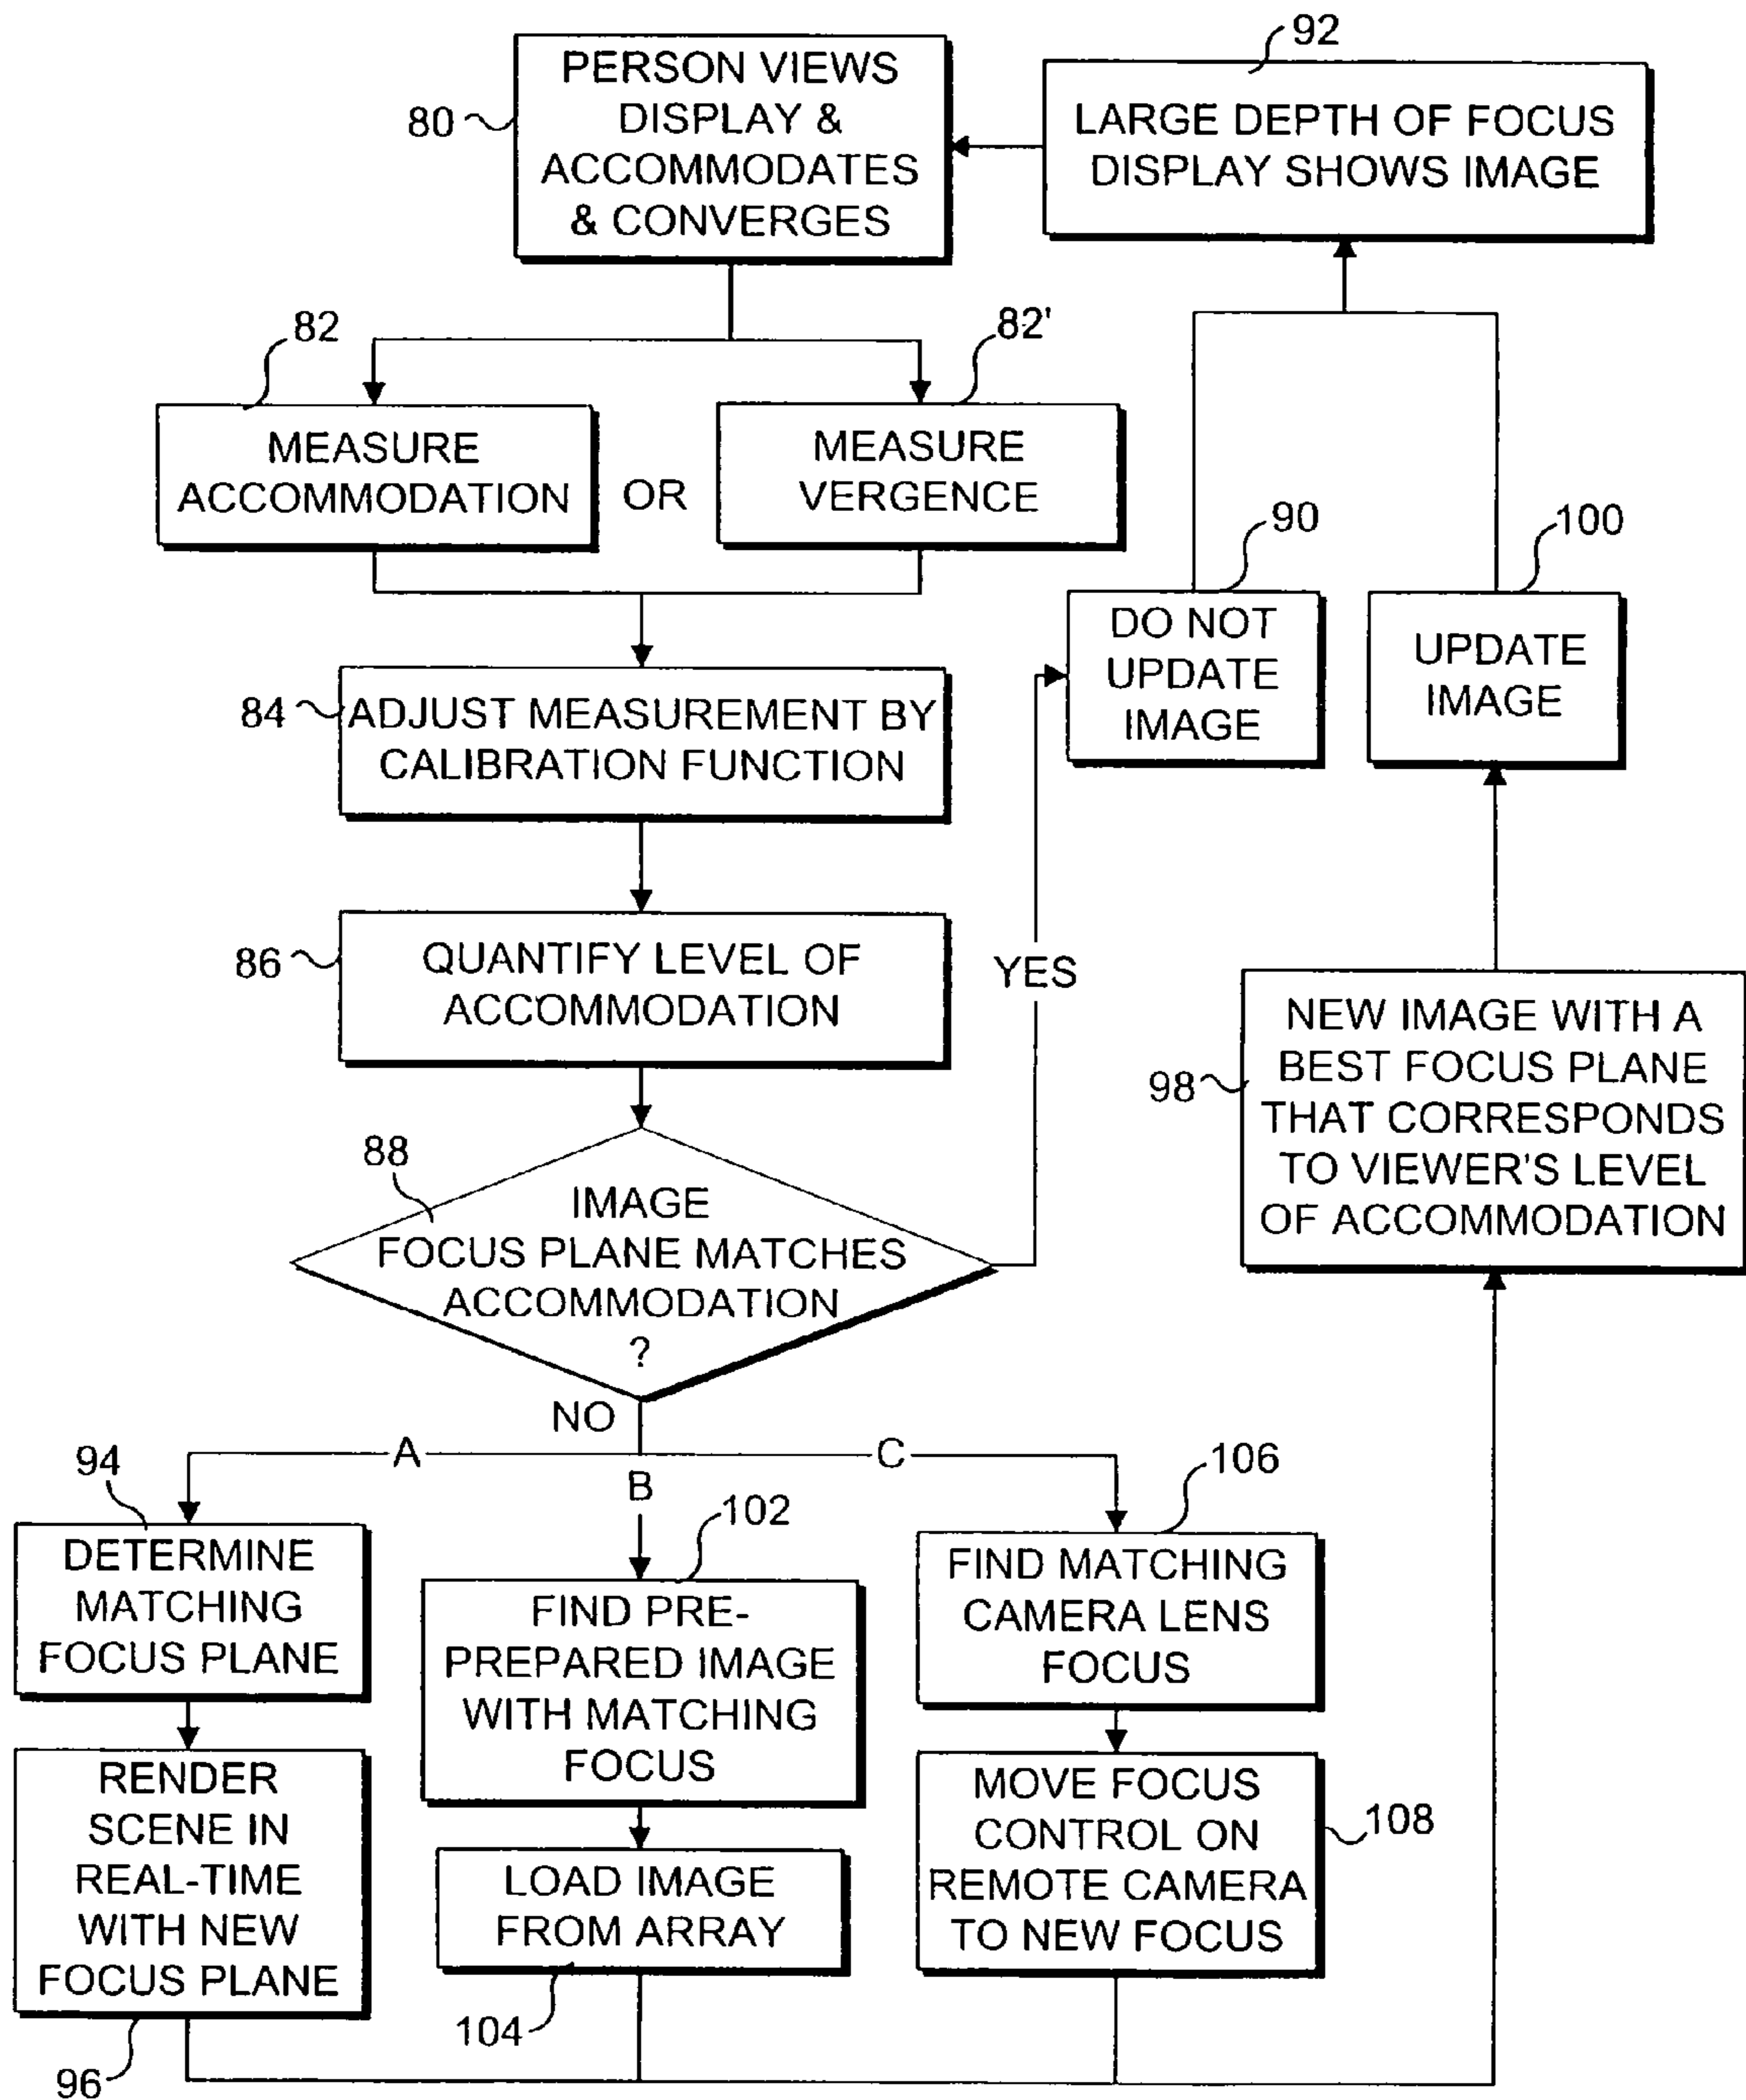 92
PERSON VIEWS
DISPLAY &
ACCOMMODATES
& CONVERGES
80
LARGE DEPTH OF FOCUS
DISPLAY SHOWS IMAGE
82
82'
MEASURE
ACCOMMODATION
OR
MEASURE
VERGENCE
90
100
DO NOT
UPDATE
IMAGE
UPDATE
IMAGE
84
ADJUST MEASUREMENT BY
CALIBRATION FUNCTION
86
QUANTIFY LEVEL OF
ACCOMMODATION
YES
98
NEW IMAGE WITH A
BEST FOCUS PLANE
THAT CORRESPONDS
TO VIEWER'S LEVEL
OF ACCOMMODATION
88
IMAGE
FOCUS PLANE MATCHES
ACCOMMODATION
?
NO
A
B
C
94
DETERMINE
MATCHING
FOCUS PLANE
102
FIND PRE-
PREPARED IMAGE
WITH MATCHING
FOCUS
106
FIND MATCHING
CAMERA LENS
FOCUS
RENDER
SCENE IN
REAL-TIME
WITH NEW
FOCUS PLANE
96
LOAD IMAGE
FROM ARRAY
104
MOVE FOCUS
CONTROL ON
REMOTE CAMERA
TO NEW FOCUS
108